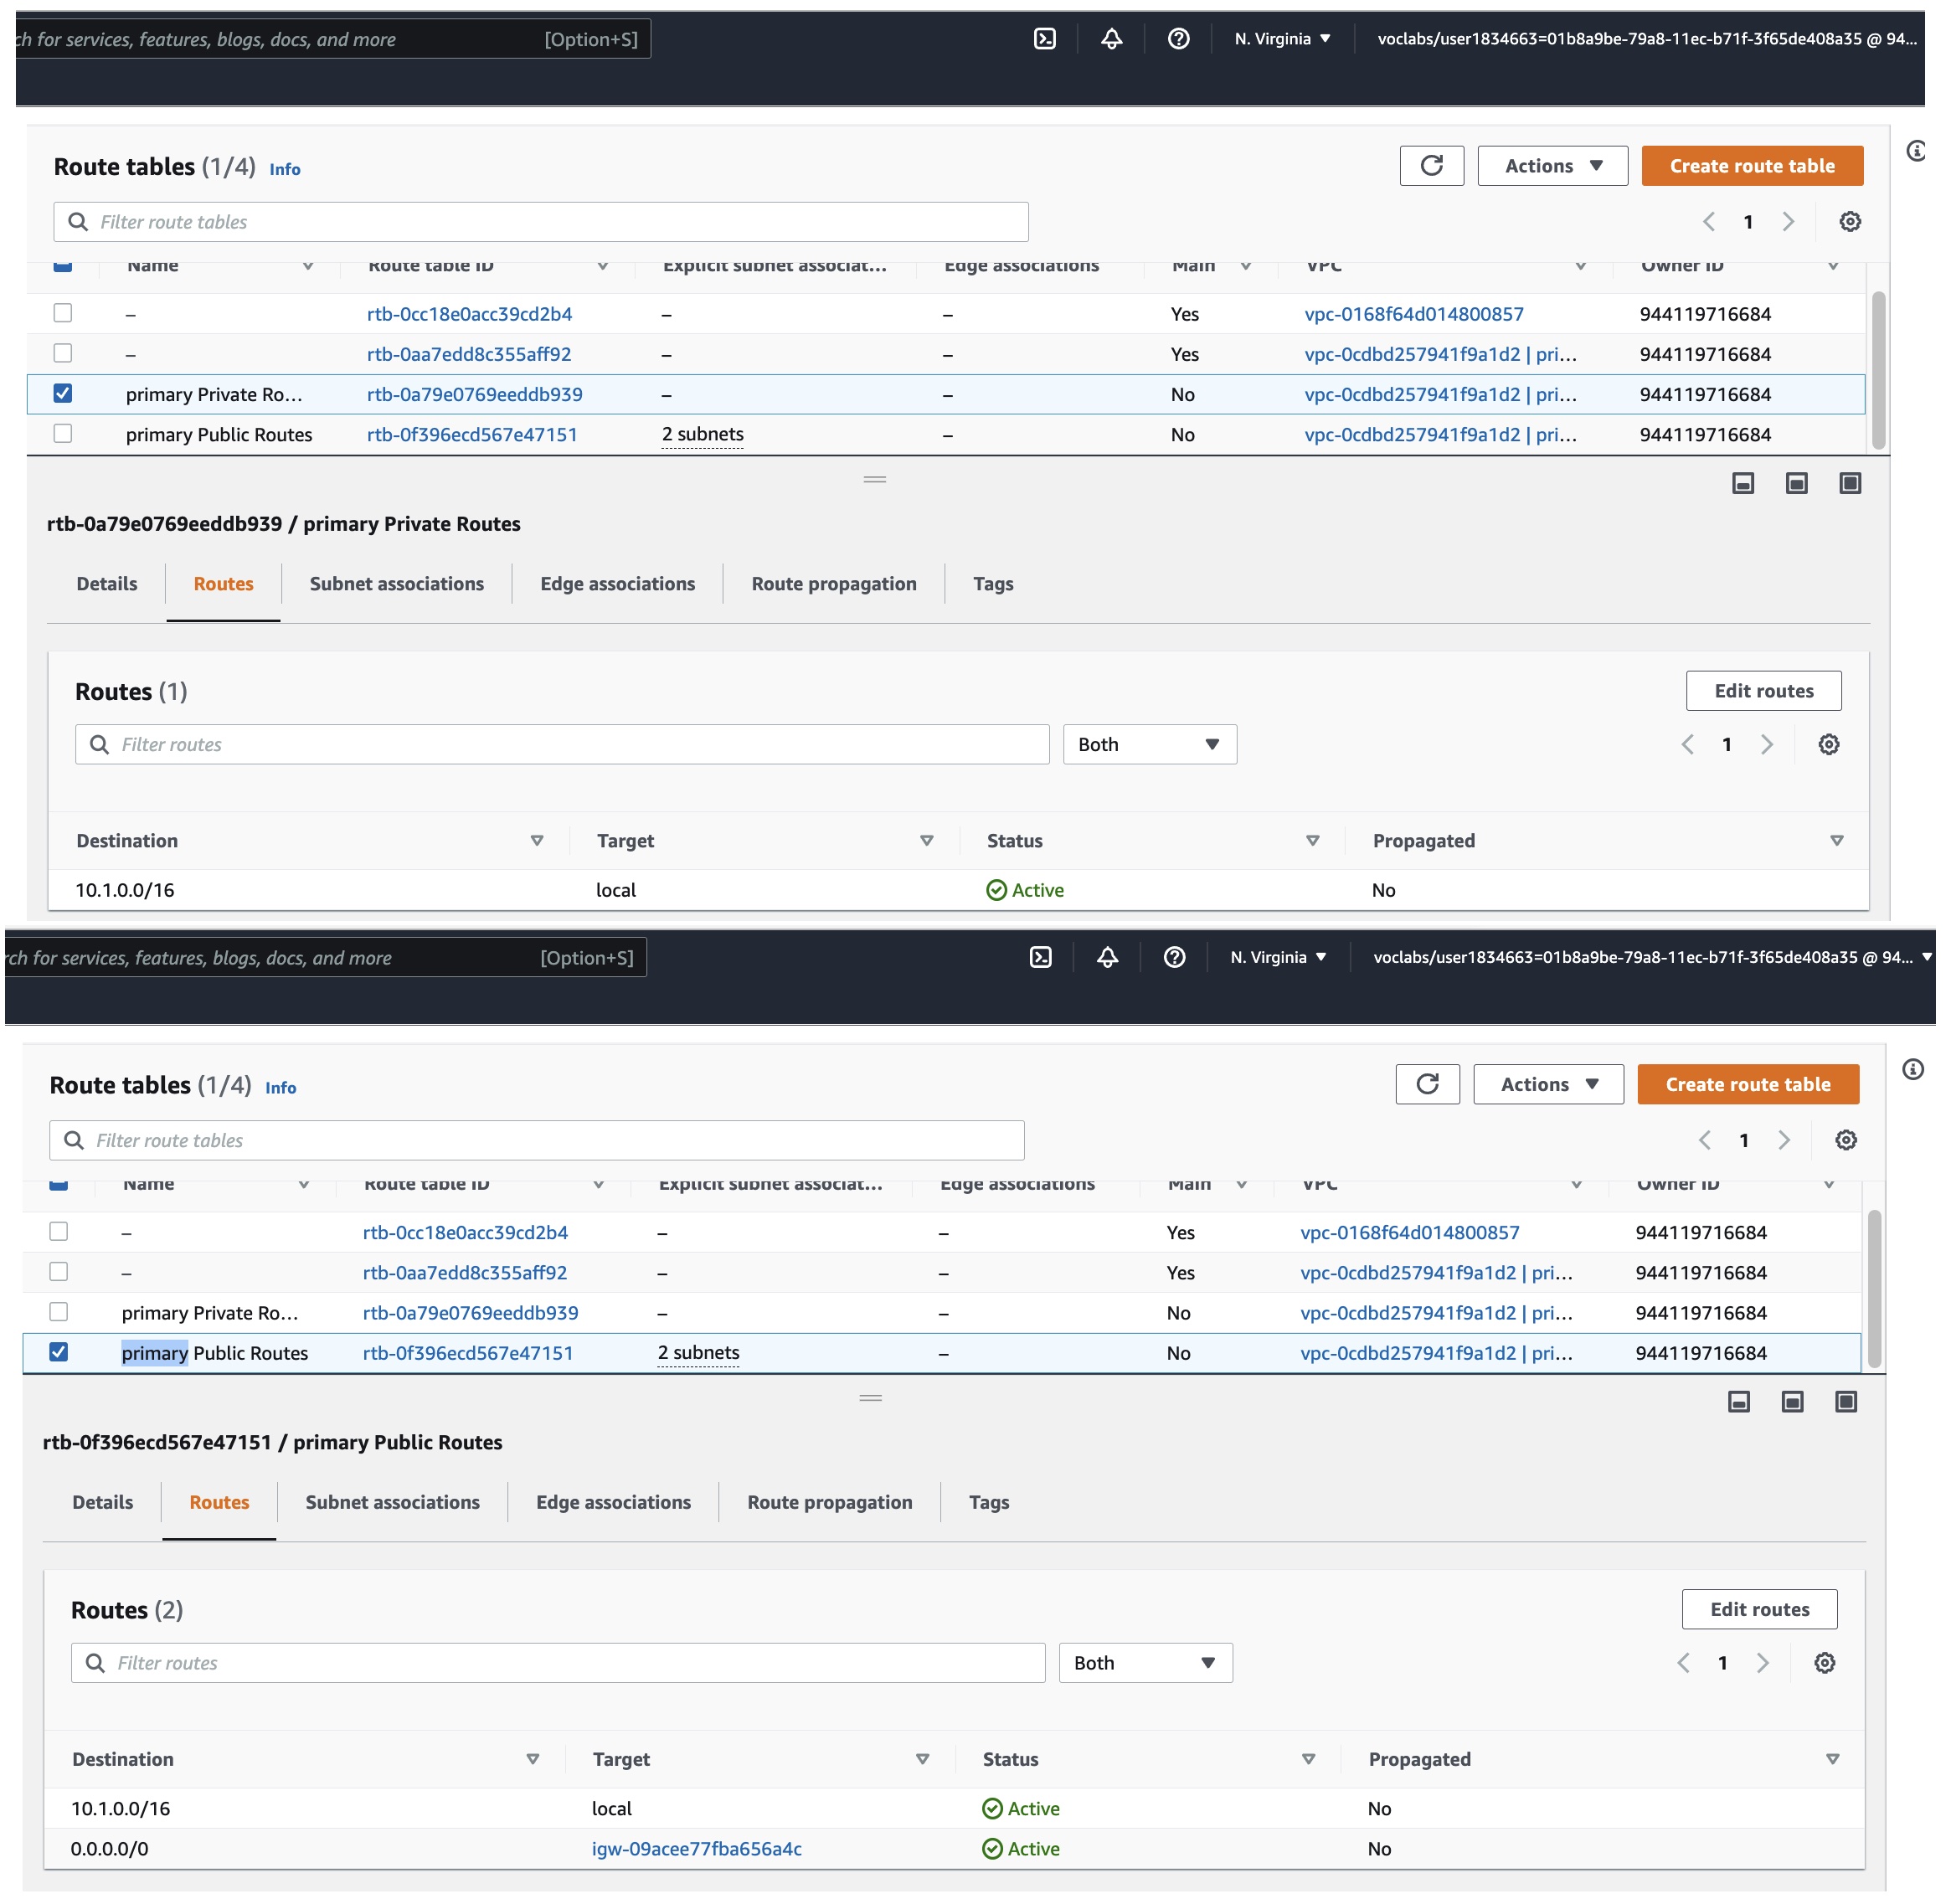 ch for services, features, blogs, docs, and more [Option+S] N. Virginia ▼ voclabs/user1834663=01b8a9be-79a8-11ec-b71f-3f65de408a35 @ 94...
Route tables (1/4) Info Actions ▼ Create route table
Filter route tables 1
Name Route table ID Explicit subnet associat... Edge associations Main VPC Owner ID
– rtb-0cc18e0acc39cd2b4 – – Yes vpc-0168f64d014800857 944119716684
– rtb-0aa7edd8c355aff92 – – Yes vpc-0cdbd257941f9a1d2 | pri... 944119716684
primary Private Ro... rtb-0a79e0769eeddb939 – – No vpc-0cdbd257941f9a1d2 | pri... 944119716684
primary Public Routes rtb-0f396ecd567e47151 2 subnets – No vpc-0cdbd257941f9a1d2 | pri... 944119716684
rtb-0a79e0769eeddb939 / primary Private Routes
Details Routes Subnet associations Edge associations Route propagation Tags
Routes (1) Edit routes
Filter routes Both 1
Destination Target Status Propagated
10.1.0.0/16 local Active No
rch for services, features, blogs, docs, and more [Option+S] N. Virginia ▼ voclabs/user1834663=01b8a9be-79a8-11ec-b71f-3f65de408a35 @ 94... ▼
Route tables (1/4) Info Actions ▼ Create route table
Filter route tables 1
Name Route table ID Explicit subnet associat... Edge associations Main VPC Owner ID
– rtb-0cc18e0acc39cd2b4 – – Yes vpc-0168f64d014800857 944119716684
– rtb-0aa7edd8c355aff92 – – Yes vpc-0cdbd257941f9a1d2 | pri... 944119716684
primary Private Ro... rtb-0a79e0769eeddb939 – – No vpc-0cdbd257941f9a1d2 | pri... 944119716684
primary Public Routes rtb-0f396ecd567e47151 2 subnets – No vpc-0cdbd257941f9a1d2 | pri... 944119716684
rtb-0f396ecd567e47151 / primary Public Routes
Details Routes Subnet associations Edge associations Route propagation Tags
Routes (2) Edit routes
Filter routes Both 1
Destination Target Status Propagated
10.1.0.0/16 local Active No
0.0.0.0/0 igw-09acee77fba656a4c Active No